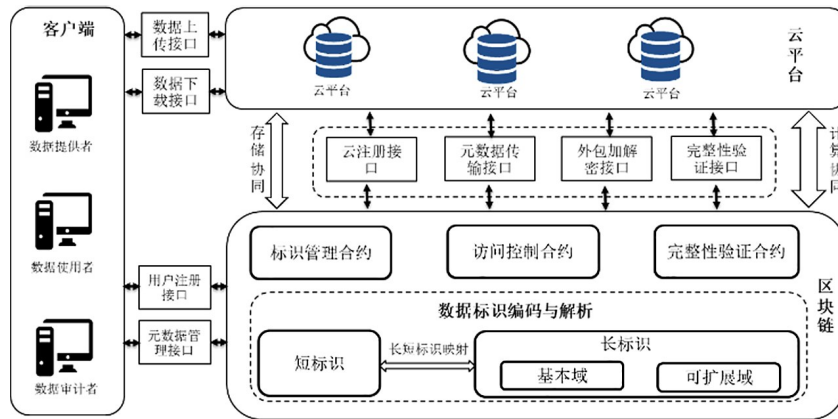 客户端
数据提供者
数据使用者
数据审计者
数据上
传接口
数据下
载接口
用户注册
接口
元数据管
理接口
云平台
云平台
云平台
云平台
存储协同
计算协同
云注册接
口
元数据传
输接口
外包加解
密接口
完整性验
证接口
标识管理合约
访问控制合约
完整性验证合约
区块链
数据标识编码与解析
短标识
长短标识映射
长标识
基本域
可扩展域